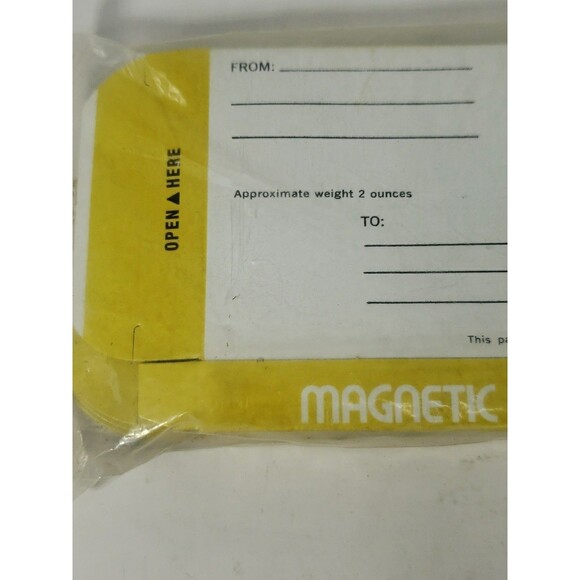 FROM:
OPEN ▲ HERE
Approximate weight 2 ounces
TO:
This
MAGNETIC